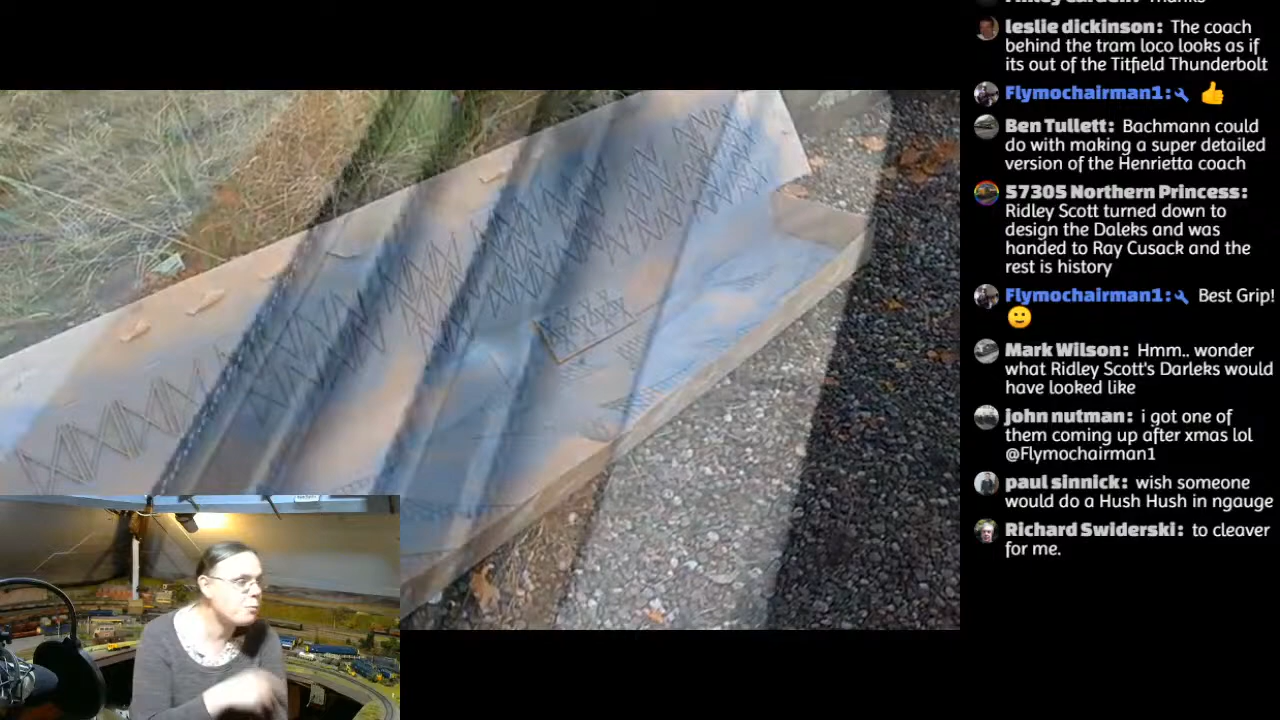 leslie dickinson: The coach
behind the tram loco looks as if
its out of the Titfield Thunderbolt
Flymochairman1:🔧 👍
Ben Tullett: Bachmann could
do with making a super detailed
version of the Henrietta coach
57305 Northern Princess:
Ridley Scott turned down to
design the Daleks and was
handed to Ray Cusack and the
rest is history
Flymochairman1:🔧 Best Grip!
🙂
Mark Wilson: Hmm.. wonder
what Ridley Scott's Darleks would
have looked like
john nutman: i got one of
them coming up after xmas lol
@Flymochairman1
paul sinnick: wish someone
would do a Hush Hush in ngauge
Richard Swiderski: to cleaver
for me.